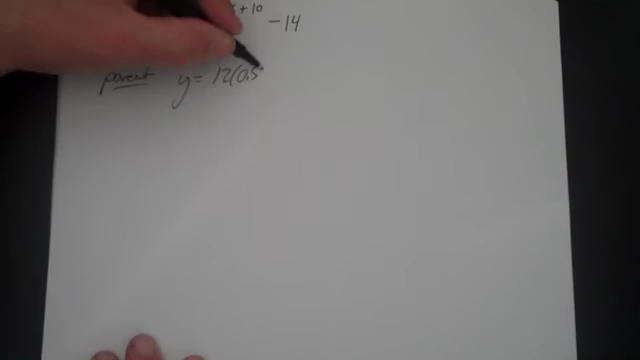 + 10 - 14
parent y = 12(0.5